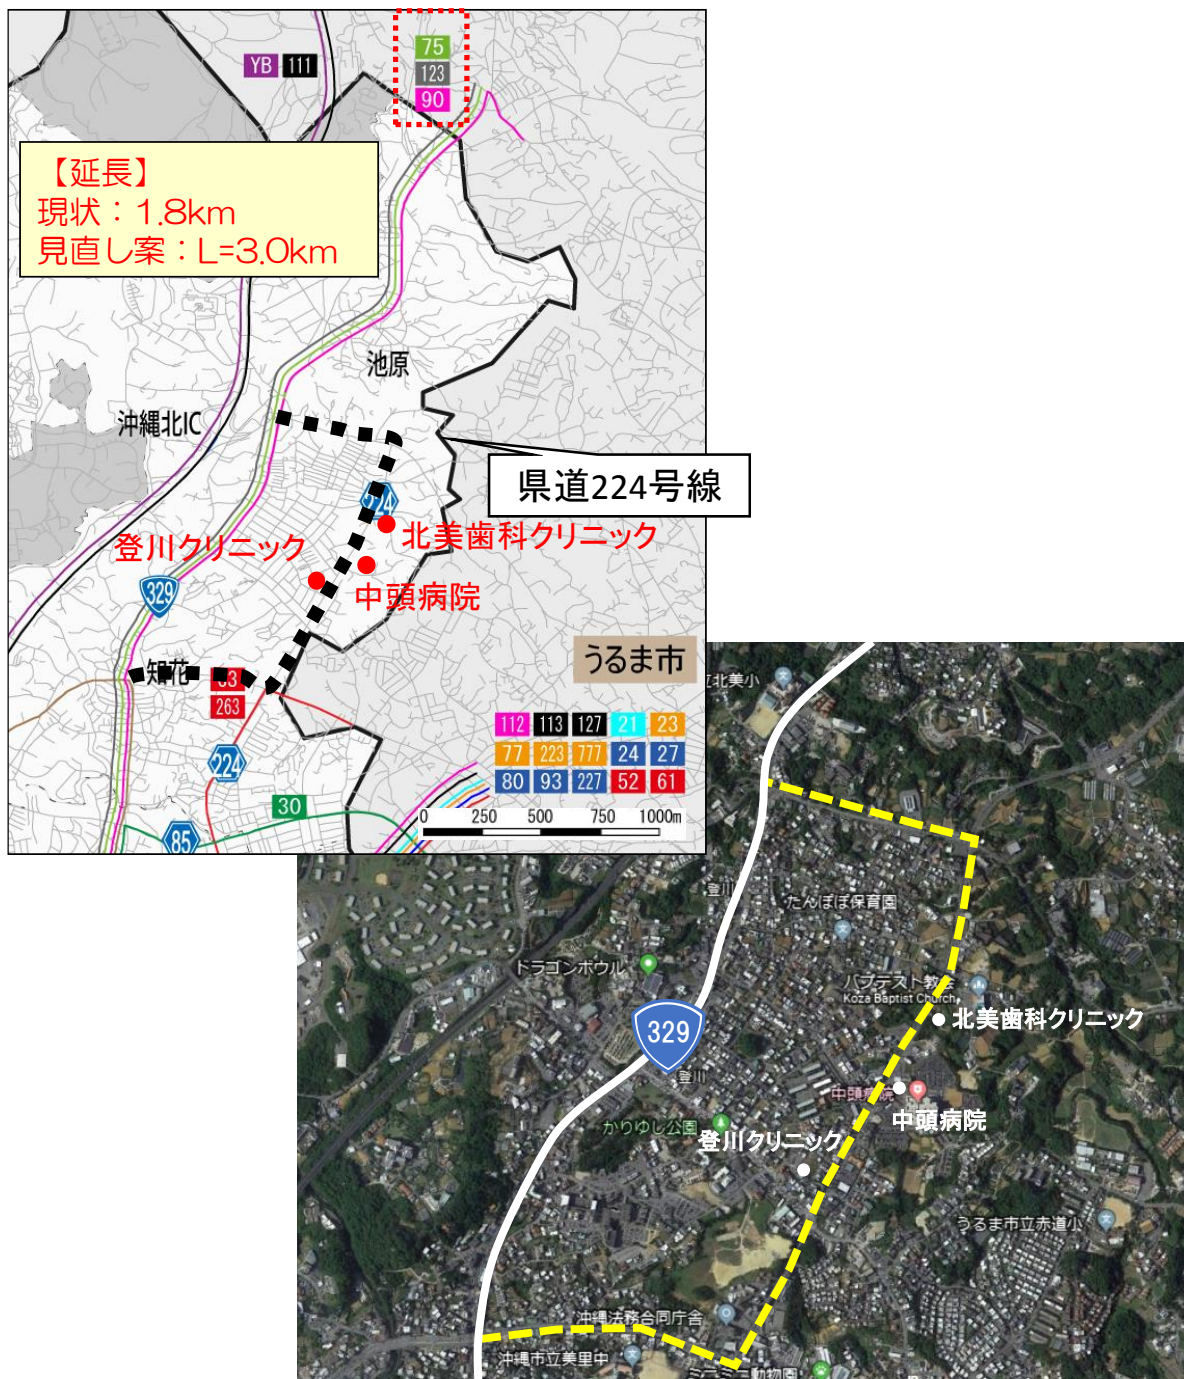 75
123
90
YB 111
【延長】
現状：1.8km
見直し案：L=3.0km
池原
沖縄北IC
県道224号線
224
北美歯科クリニック
登川クリニック
中頭病院
329
うるま市
知花
263
224
112 113 127 21 23
77 223 777 24 27
80 93 227 52 61
30
85
0 250 500 750 1000m
立北美小
登川
たんぽぽ保育園
ドラゴンボウル
バプテスト教会
Koza Baptist Church
北美歯科クリニック
329
登川
中頭病院
中頭病院
かりゆし公園
登川クリニック
うるま市立赤道小
沖縄法務合同庁舎
沖縄市立美里中